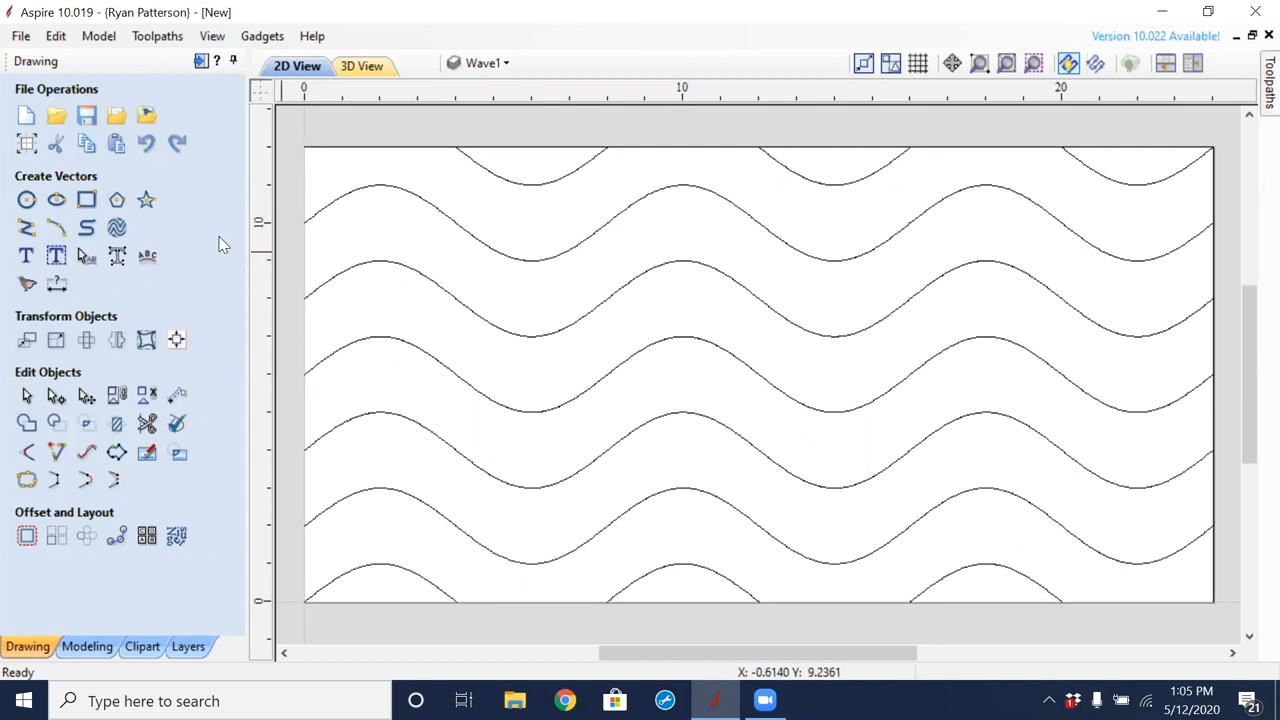 Aspire 10.019 - {Ryan Patterson} - [New]
File Edit Model Toolpaths View Gadgets Help
Version 10.022 Available!
Drawing
2D View 3D View Wave1
Toolpaths
File Operations
0 10 20
Create Vectors
10
Transform Objects
Edit Objects
Offset and Layout
0
Drawing Modeling Clipart Layers
Ready
X: -0.6140 Y: 9.2361
Type here to search
1:05 PM
5/12/2020
21